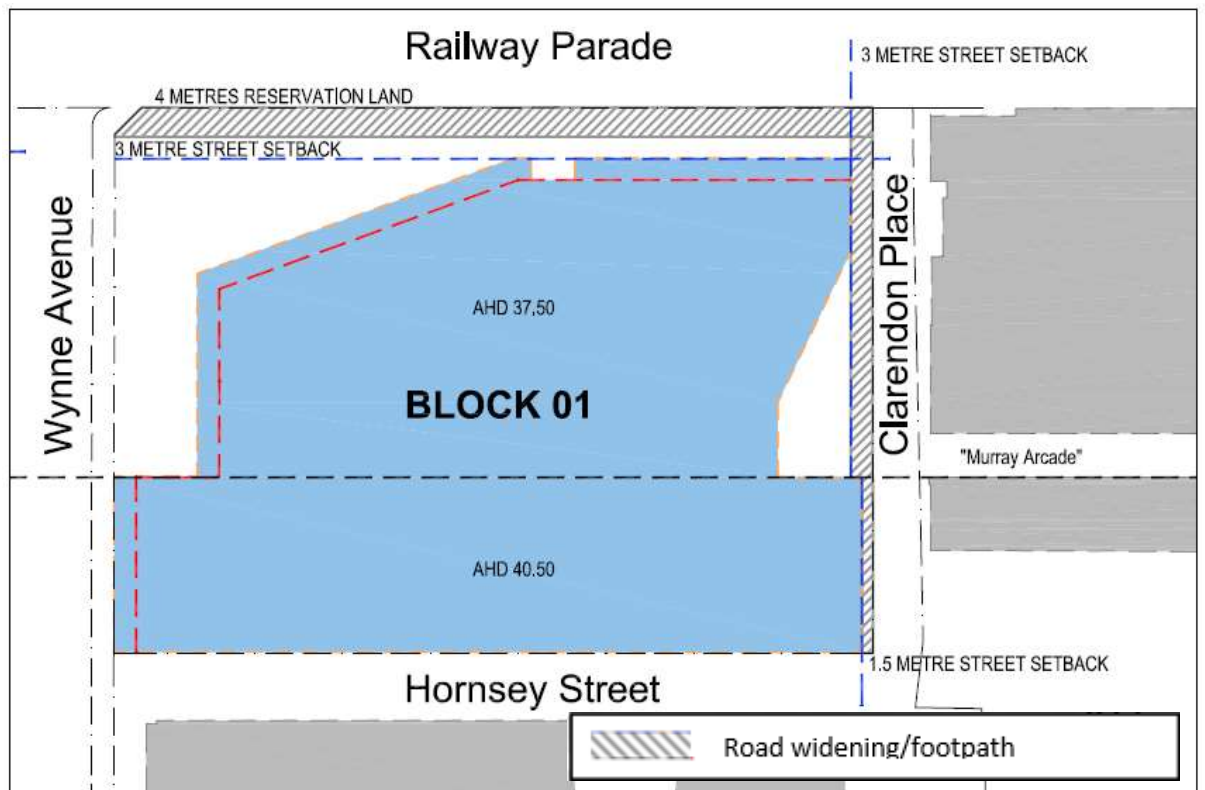 Railway Parade
3 METRE STREET SETBACK
4 METRES RESERVATION LAND
3 METRE STREET SETBACK
Wynne Avenue
Clarendon Place
AHD 37.50
BLOCK 01
"Murray Arcade"
AHD 40.50
1.5 METRE STREET SETBACK
Hornsey Street
Road widening/footpath